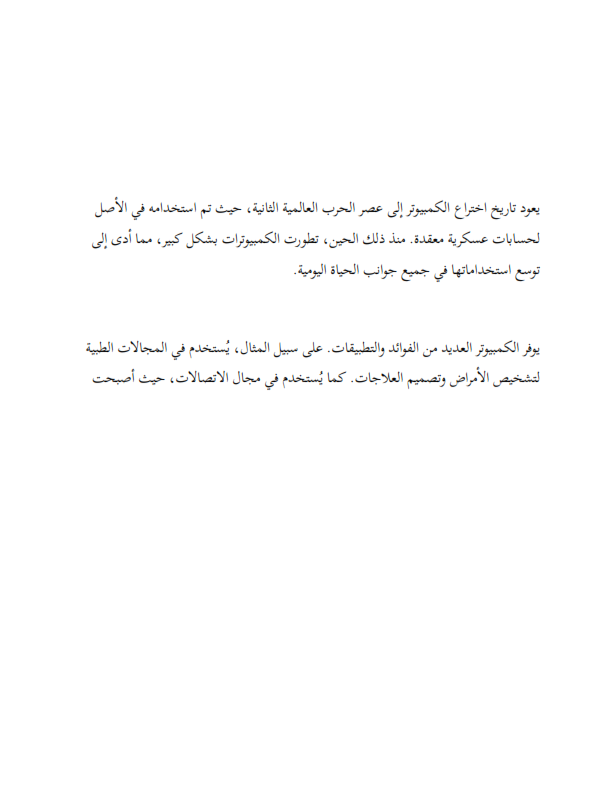 يعود تاريخ اختراع الكمبيوتر إلى عصر الحرب العالمية الثانية، حيث تم استخدامه في الأصل
لحسابات عسكرية معقدة. منذ ذلك الحين، تطورت الكمبيوترات بشكل كبير، مما أدى إلى
توسع استخداماتها في جميع جوانب الحياة اليومية.
يوفر الكمبيوتر العديد من الفوائد والتطبيقات. على سبيل المثال، يُستخدم في المجالات الطبية
لتشخيص الأمراض وتصميم العلاجات. كما يُستخدم في مجال الاتصالات، حيث أصبحت